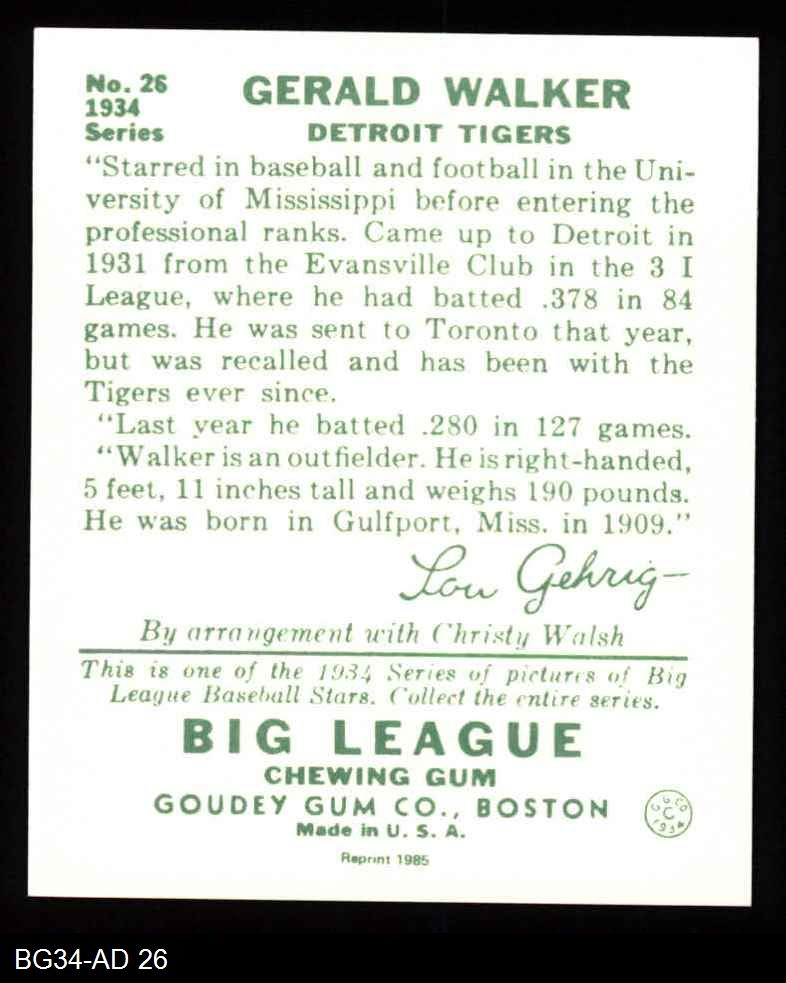 No. 26
1934
Series
GERALD WALKER
DETROIT TIGERS
“Starred in baseball and football in the Uni-
versity of Mississippi before entering the
professional ranks. Came up to Detroit in
1931 from the Evansville Club in the 3 I
League, where he had batted .378 in 84
games. He was sent to Toronto that year,
but was recalled and has been with the
Tigers ever since.
“Last year he batted .280 in 127 games.
“Walker is an outfielder. He is right-handed,
5 feet, 11 inches tall and weighs 190 pounds.
He was born in Gulfport, Miss. in 1909.”
Lou Gehrig
By arrangement with Christy Walsh
This is one of the 1934 Series of pictures of Big
League Baseball Stars. Collect the entire series.
BIG LEAGUE
CHEWING GUM
GOUDEY GUM CO., BOSTON
Made in U. S. A.
GG CO
C
1934
Reprint 1985
BG34-AD 26